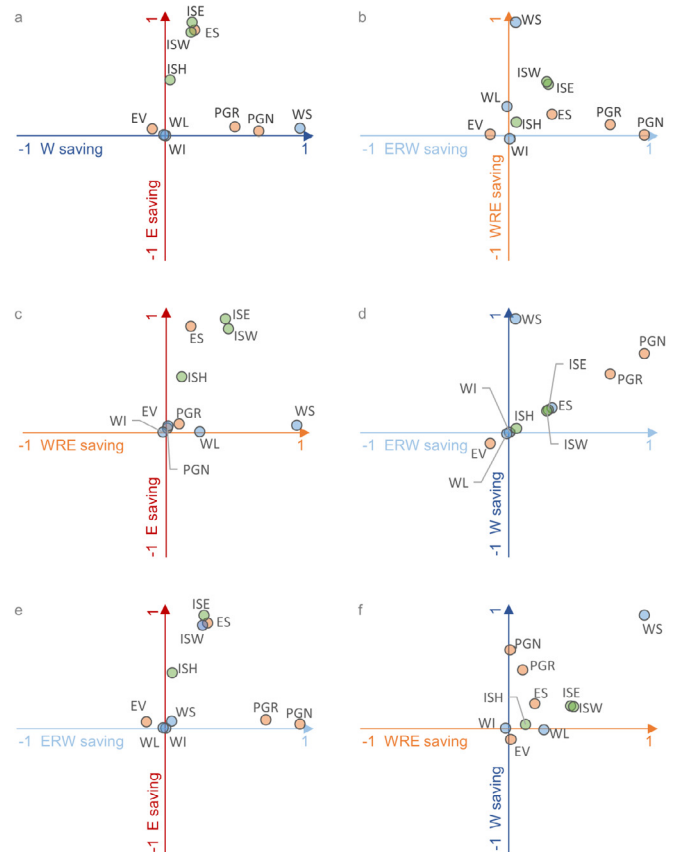 a
1
ISE
ES
ISW
ISH
EV
WL
PGR
PGN
WS
-1 W saving
WI
1
-1 E saving
b
1
WS
ISW
ISE
WL
ES
PGR
PGN
EV
ISH
-1 ERW saving
WI
1
-1 WRE saving
c
1
ISE
ES
ISW
ISH
WI
EV
PGR
WS
-1 WRE saving
WL
1
PGN
-1 E saving
d
1
WS
PGN
ISE
PGR
WI
ISH
ES
-1 ERW saving
1
EV
ISW
WL
-1 W saving
e
1
ISE
ES
ISW
ISH
EV
WS
PGR
PGN
-1 ERW saving
WL
WI
1
-1 E saving
f
1
WS
PGN
PGR
ISH
ES
ISE
ISW
WI
WL
-1 WRE saving
1
EV
-1 W saving